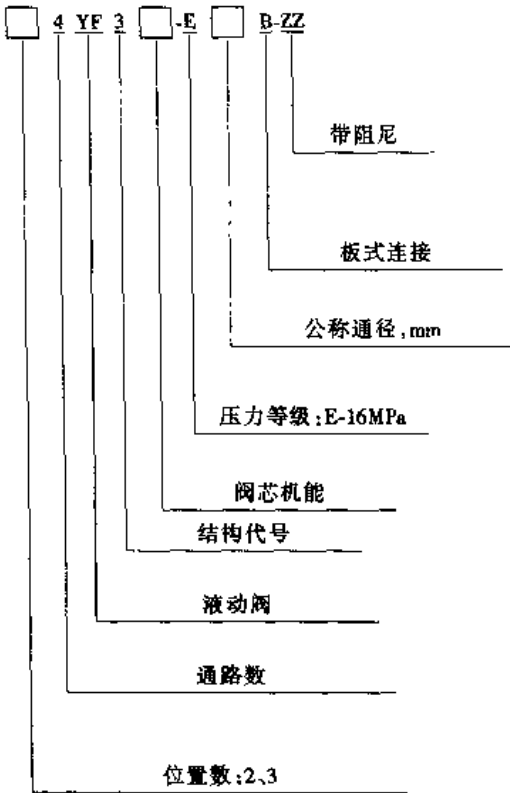 □ 4 YF 3 □-E □ B-ZZ
带阻尼
板式连接
公称通径,mm
压力等级:E-16MPa
阀芯机能
结构代号
液动阀
通路数
位置数:2、3